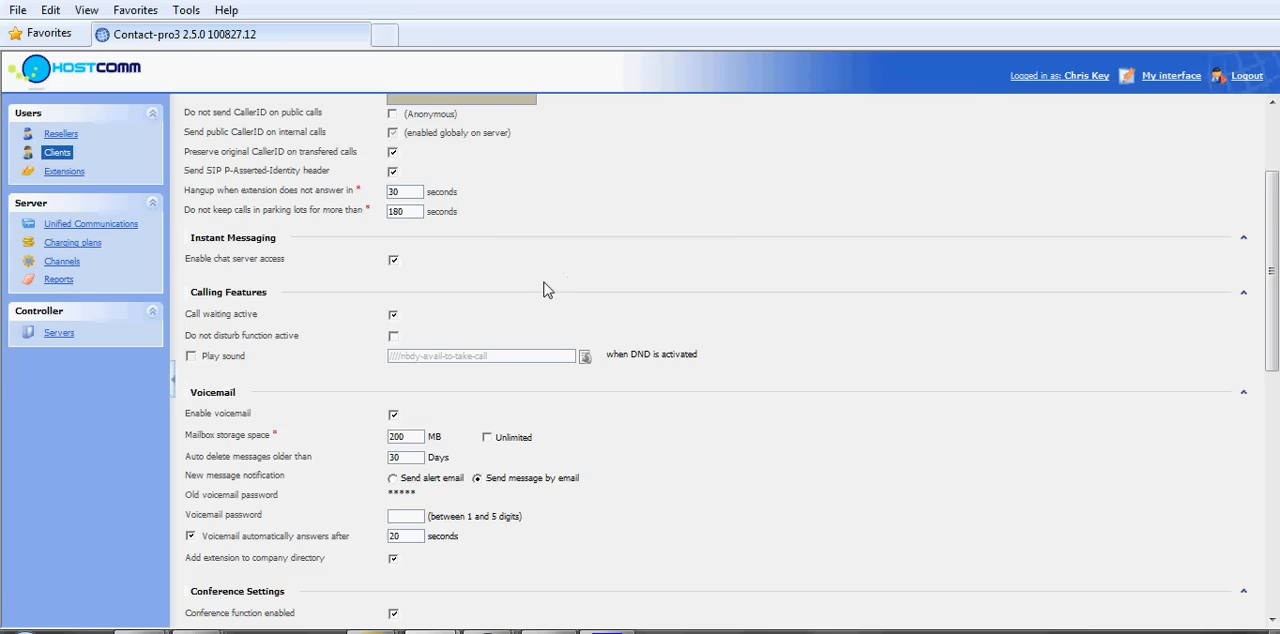 File Edit View Favorites Tools Help
Favorites Contact-pro3 2.5.0 100827.12
HOSTCOMM Logged in as: Chris Key My interface Logout
Users
Resellers
Clients
Extensions
Server
Unified Communications
Charging plans
Channels
Reports
Controller
Servers
Do not send CallerID on public calls (Anonymous)
Send public CallerID on internal calls (enabled globaly on server)
Preserve original CallerID on transfered calls
Send SIP P-Asserted-Identity header
Hangup when extension does not answer in * 30 seconds
Do not keep calls in parking lots for more than * 180 seconds
Instant Messaging
Enable chat server access
Calling Features
Call waiting active
Do not disturb function active
Play sound ////nbdy-avail-to-take-call when DND is activated
Voicemail
Enable voicemail
Mailbox storage space * 200 MB Unlimited
Auto delete messages older than 30 Days
New message notification Send alert email Send message by email
Old voicemail password *****
Voicemail password (between 1 and 5 digits)
Voicemail automatically answers after 20 seconds
Add extension to company directory
Conference Settings
Conference function enabled